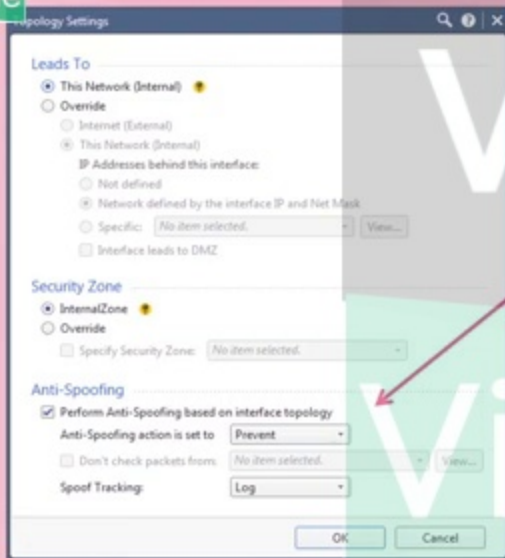 Topology Settings
Leads To
This Network (Internal)
Override
Internet (External)
This Network (Internal)
IP Addresses behind this interface:
Not defined
Network defined by the interface IP and Net Mask
Specific: No item selected. View...
Interface leads to DMZ
Security Zone
InternalZone
Override
Specify Security Zone: No item selected.
Anti-Spoofing
Perform Anti-Spoofing based on interface topology
Anti-Spoofing action is set to Prevent
Don't check packets from: No item selected. View...
Spoof Tracking: Log
OK Cancel
V
Vi